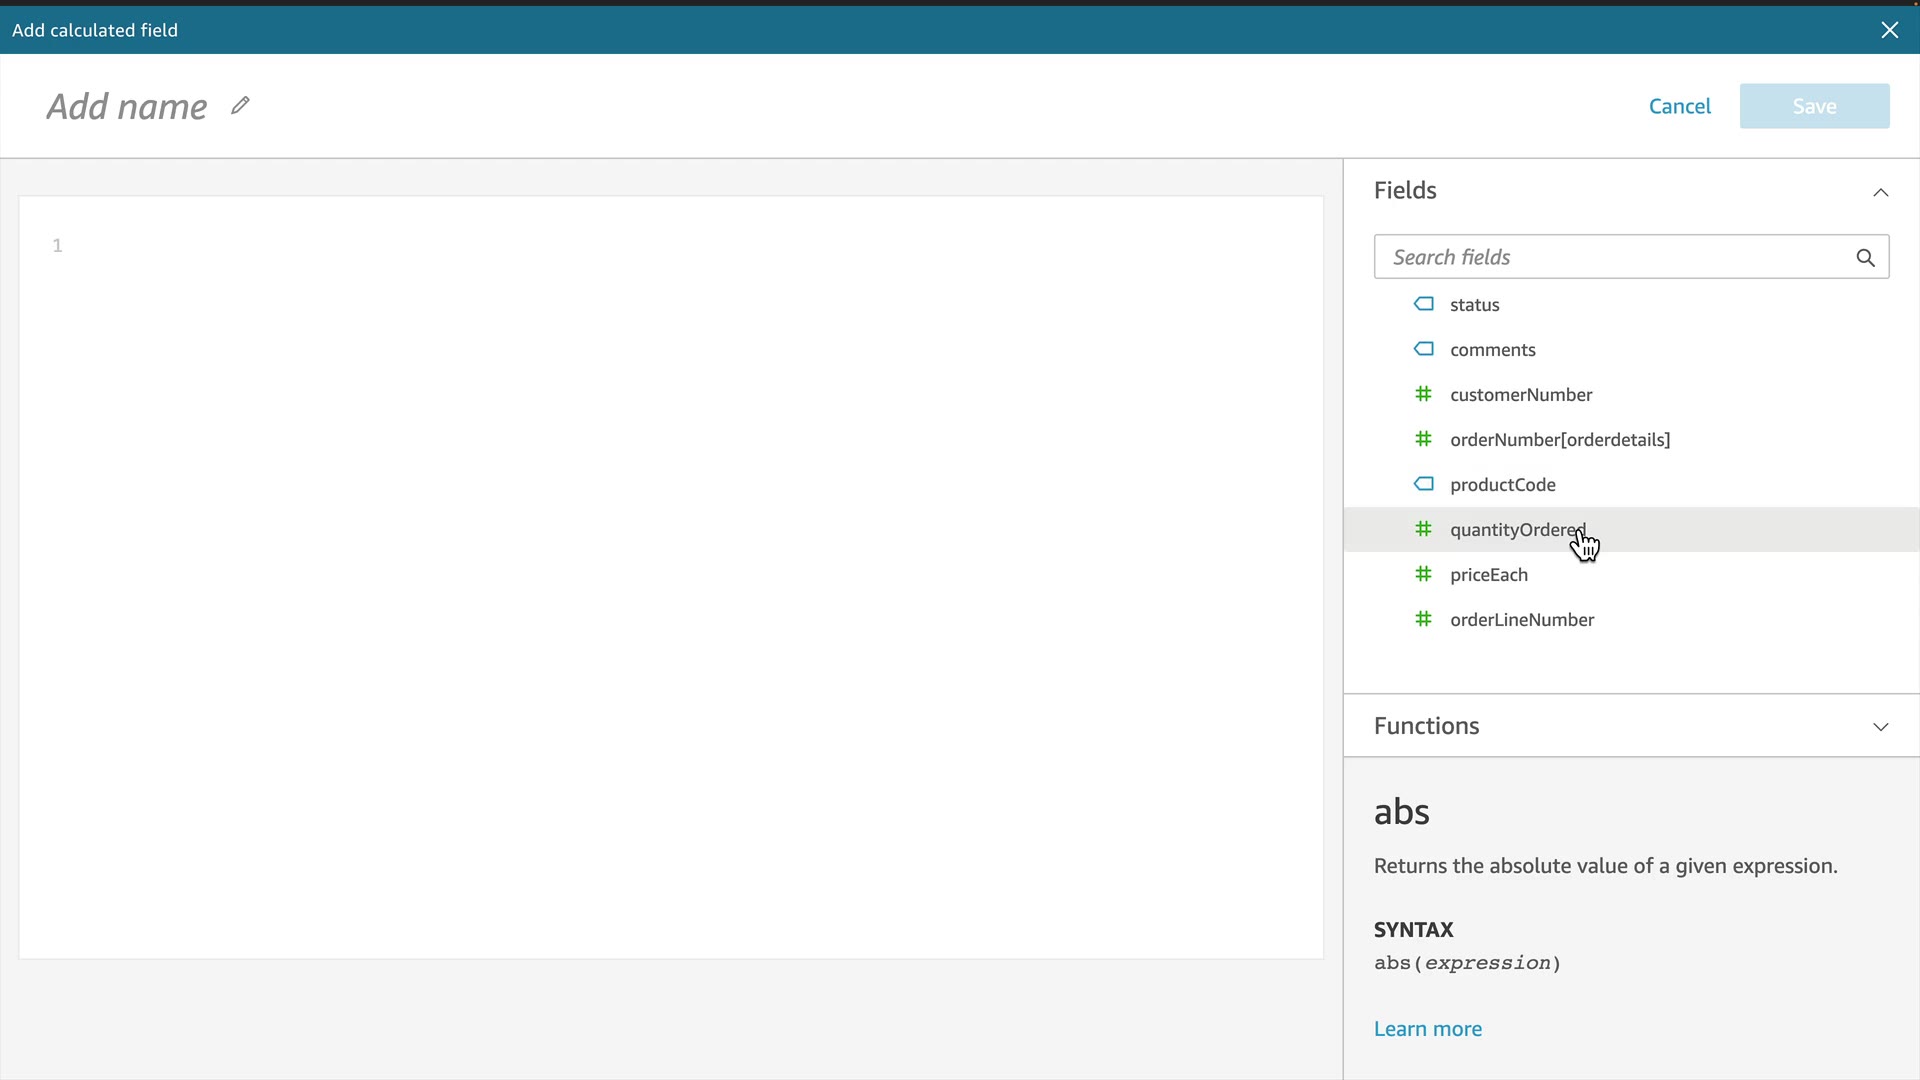 Add calculated field
Add name
Cancel
Save
1
Fields
Search fields
status
comments
customerNumber
orderNumber[orderdetails]
productCode
quantityOrdered
priceEach
orderLineNumber
Functions
abs
Returns the absolute value of a given expression.
SYNTAX
abs(expression)
Learn more